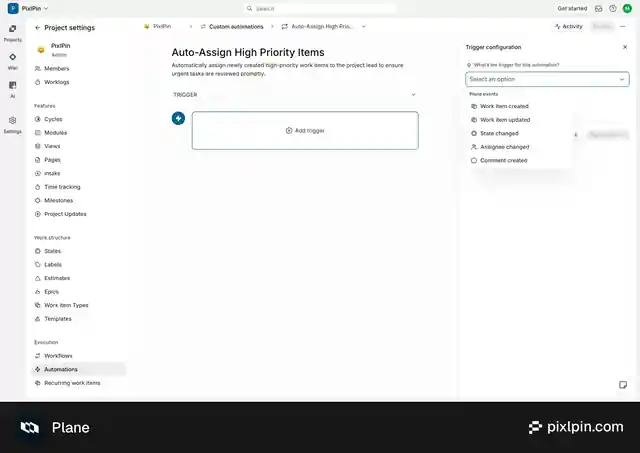 PixlPin
Search
Get started
M
Projects
Wiki
AI
Settings
Project settings
PixlPin
Admin
Members
Worklogs
Features
Cycles
Modules
Views
Pages
Intake
Time tracking
Milestones
Project Updates
Work structure
States
Labels
Estimates
Epics
Work Item Types
Templates
Execution
Workflows
Automations
Recurring work items
PixlPin
Custom automations
Auto-Assign High Prio...
Activity
Auto-Assign High Priority Items
Automatically assign newly created high-priority work items to the project lead to ensure
urgent tasks are reviewed promptly.
TRIGGER
Add trigger
Trigger configuration
What's the trigger for this automation?
Select an option
Plane events
Work item created
Work item updated
State changed
Assignee changed
Comment created
Plane
pixlpin.com